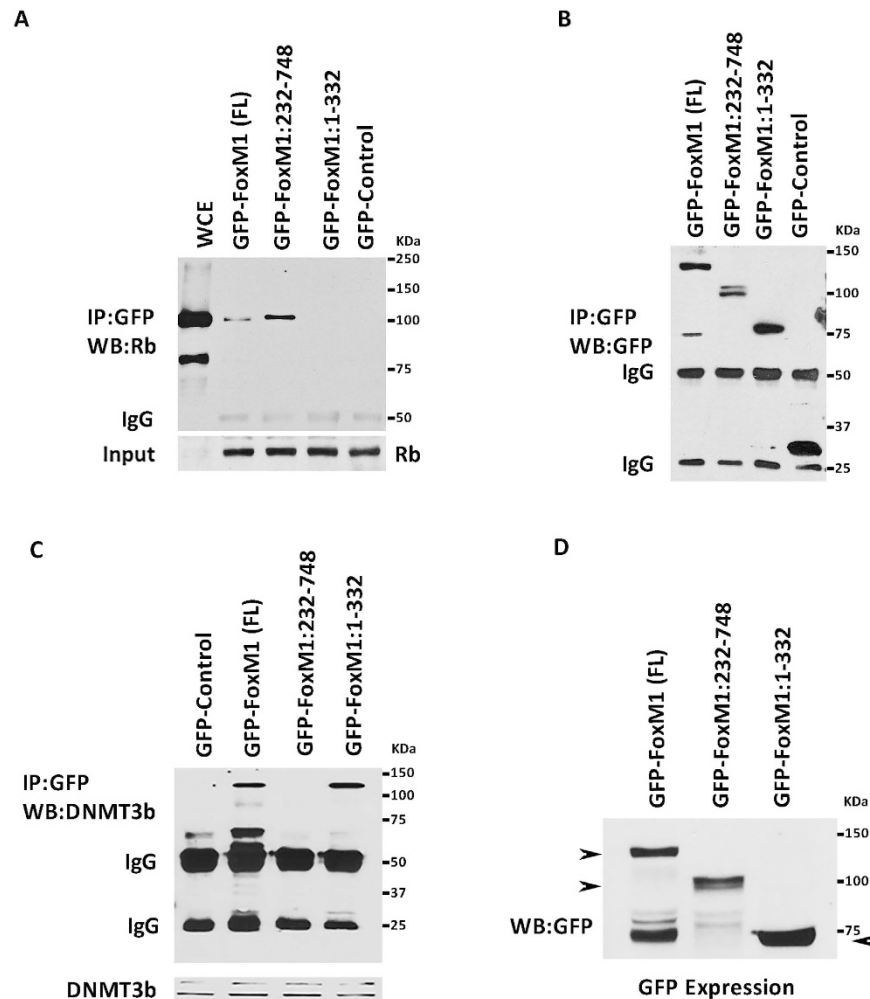 A
WCE
GFP-FoxM1 (FL)
GFP-FoxM1:232-748
GFP-FoxM1:1-332
GFP-Control
KDa
250
150
IP:GFP
100
WB:Rb
75
IgG
50
Input
Rb
B
GFP-FoxM1 (FL)
GFP-FoxM1:232-748
GFP-FoxM1:1-332
GFP-Control
KDa
150
100
IP:GFP
75
WB:GFP
IgG
50
37
IgG
25
C
GFP-Control
GFP-FoxM1 (FL)
GFP-FoxM1:232-748
GFP-FoxM1:1-332
KDa
IP:GFP
150
100
WB:DNMT3b
75
IgG
50
37
IgG
25
DNMT3b
D
GFP-FoxM1 (FL)
GFP-FoxM1:232-748
GFP-FoxM1:1-332
KDa
150
100
WB:GFP
75
GFP Expression